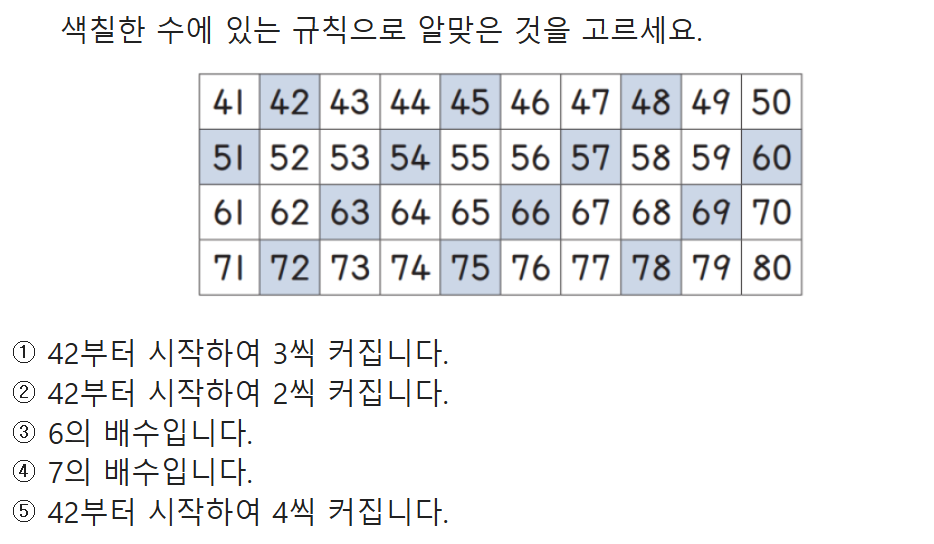 색칠한 수에 있는 규칙으로 알맞은 것을 고르세요.
41 42 43 44 45 46 47 48 49 50
51 52 53 54 55 56 57 58 59 60
61 62 63 64 65 66 67 68 69 70
71 72 73 74 75 76 77 78 79 80
① 42부터 시작하여 3씩 커집니다.
② 42부터 시작하여 2씩 커집니다.
③ 6의 배수입니다.
④ 7의 배수입니다.
⑤ 42부터 시작하여 4씩 커집니다.